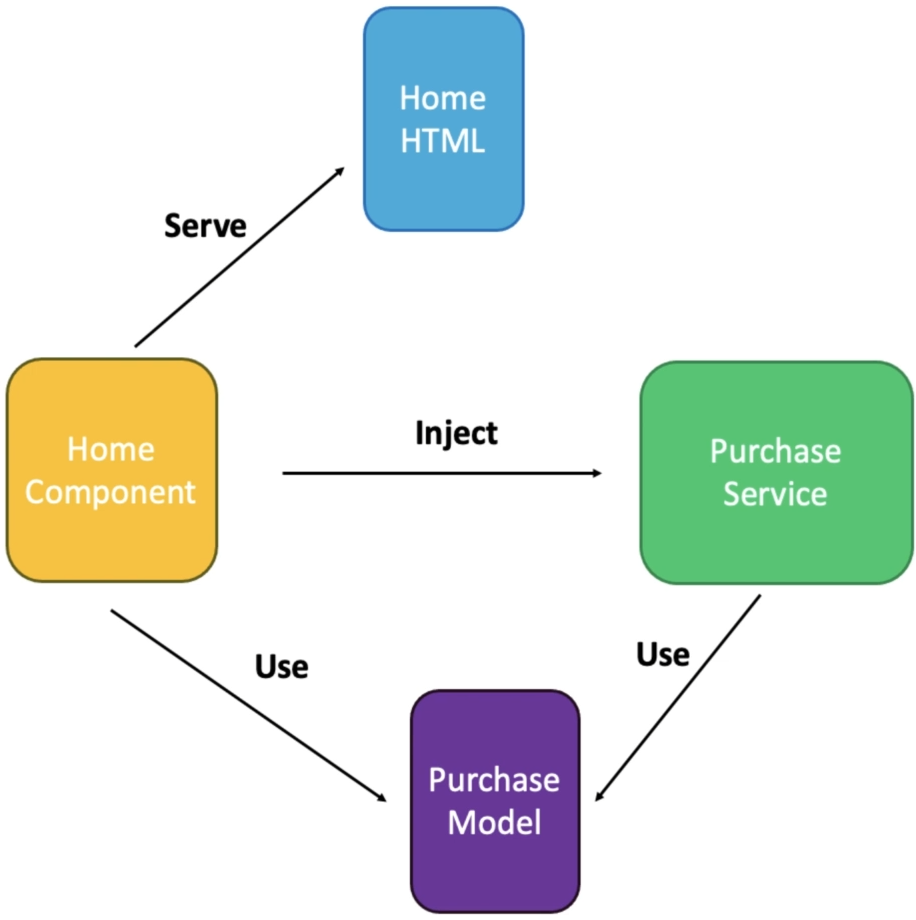 Home
HTML
Serve
Home
Component
Inject
Purchase
Service
Use
Use
Purchase
Model